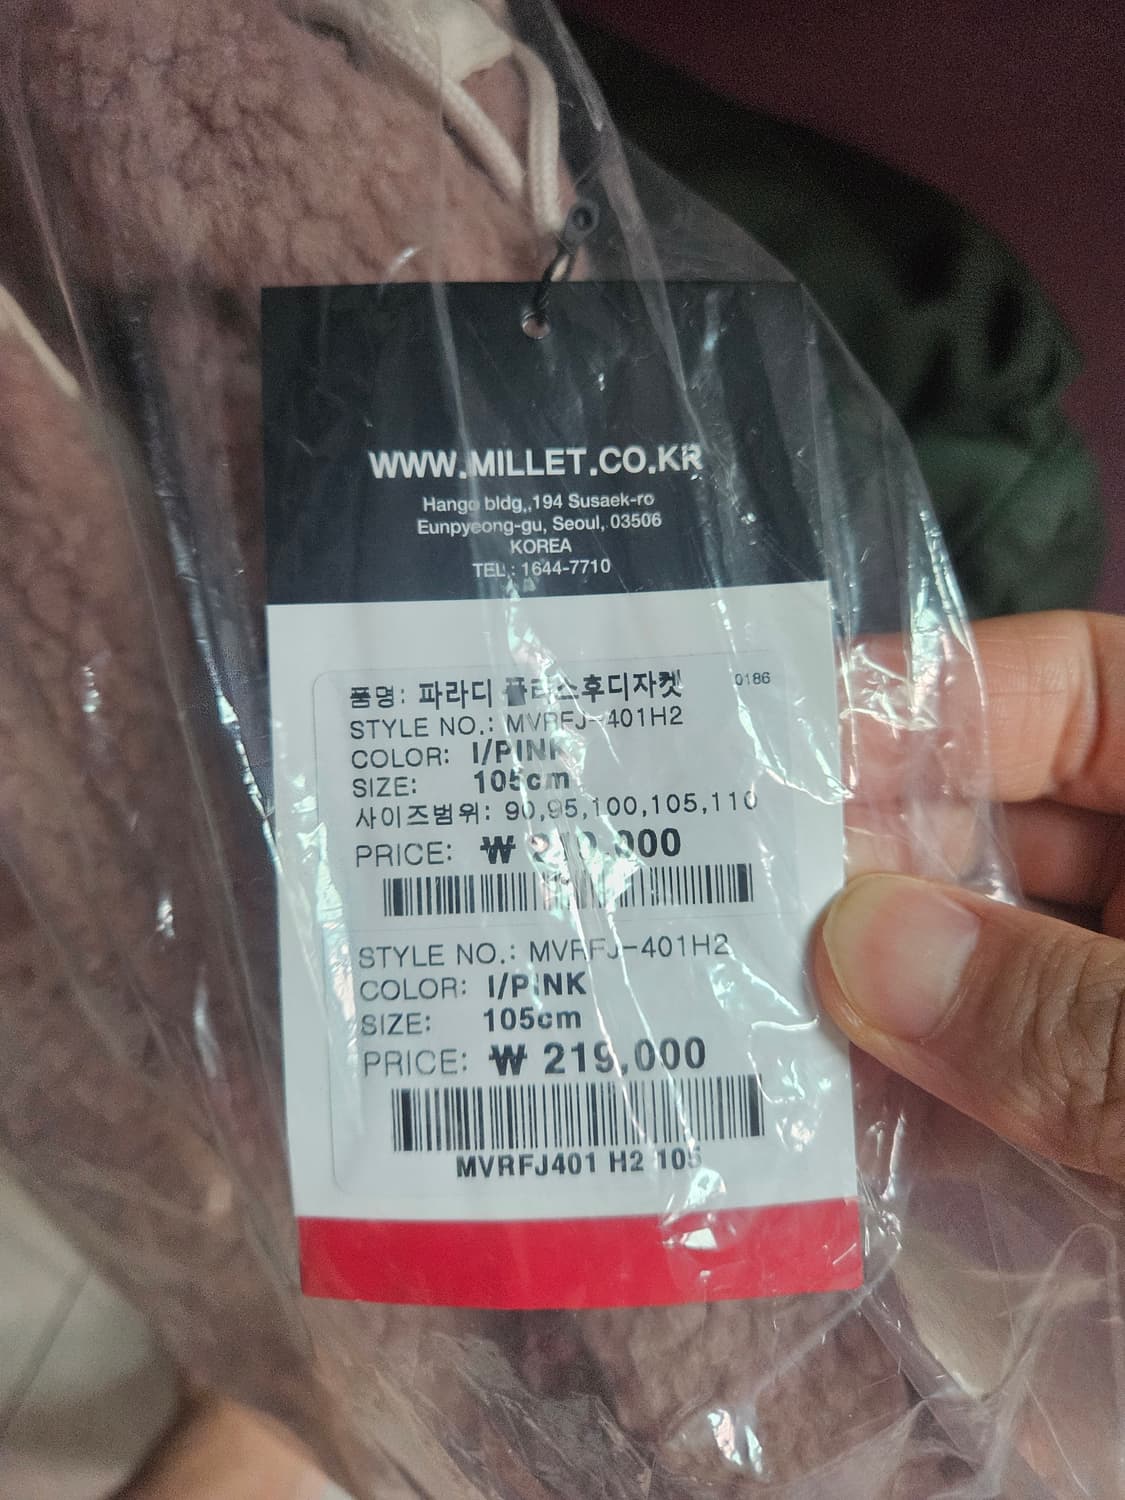 WWW.MILLET.CO.KR
Hango bldg,,194 Susaek-ro
Eunpyeong-gu, Seoul, 03506
KOREA
TEL : 1644-7710
품명: 파라디 플리스후디자켓
0186
STYLE NO.: MVRFJ-401H2
COLOR: I/PINK
SIZE: 105cm
사이즈범위: 90,95,100,105,110
PRICE: ₩ 219,000
STYLE NO.: MVRFJ-401H2
COLOR: I/PINK
SIZE: 105cm
PRICE: ₩ 219,000
MVRFJ401 H2 105